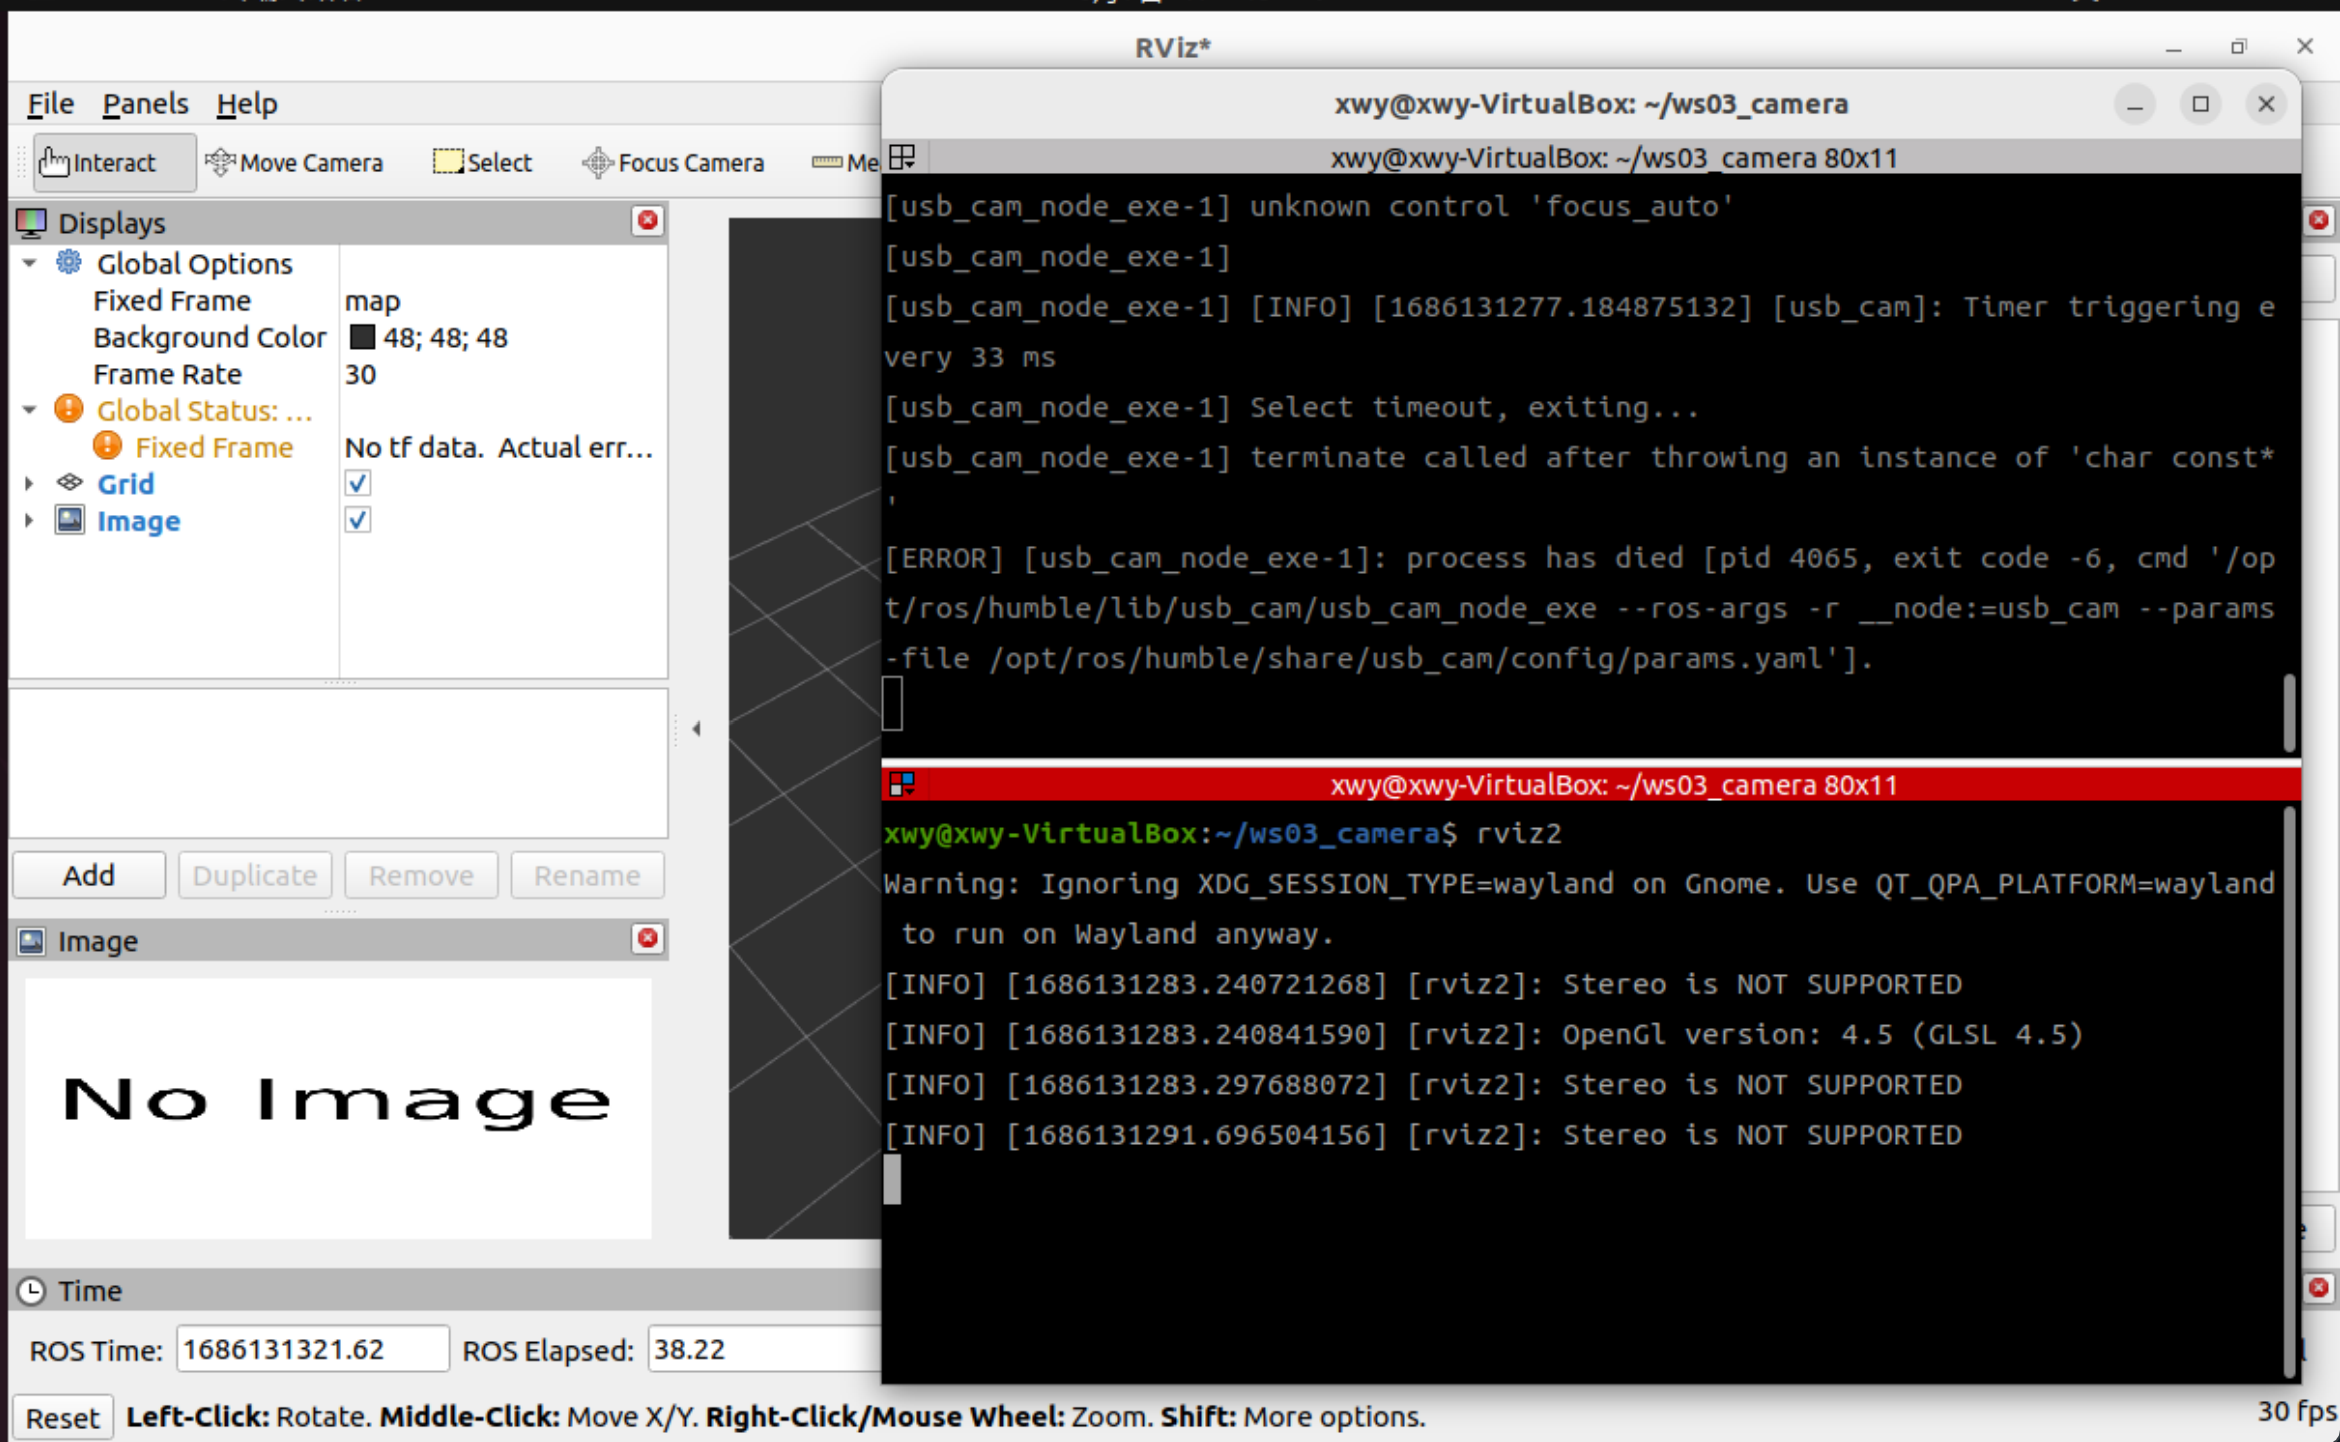 RViz*
File Panels Help
Interact Move Camera Select Focus Camera
Displays
Global Options
Fixed Frame map
Background Color 48; 48; 48
Frame Rate 30
Global Status: ...
Fixed Frame No tf data. Actual err...
Grid
Image
Add Duplicate Remove Rename
Image
No Image
Time
ROS Time: 1686131321.62 ROS Elapsed: 38.22
Reset Left-Click: Rotate. Middle-Click: Move X/Y. Right-Click/Mouse Wheel: Zoom. Shift: More options.
30 fps
xwy@xwy-VirtualBox: ~/ws03_camera
xwy@xwy-VirtualBox: ~/ws03_camera 80x11
[usb_cam_node_exe-1] unknown control 'focus_auto'
[usb_cam_node_exe-1]
[usb_cam_node_exe-1] [INFO] [1686131277.184875132] [usb_cam]: Timer triggering e
very 33 ms
[usb_cam_node_exe-1] Select timeout, exiting...
[usb_cam_node_exe-1] terminate called after throwing an instance of 'char const*
'
[ERROR] [usb_cam_node_exe-1]: process has died [pid 4065, exit code -6, cmd '/op
t/ros/humble/lib/usb_cam/usb_cam_node_exe --ros-args -r __node:=usb_cam --params
-file /opt/ros/humble/share/usb_cam/config/params.yaml'].
xwy@xwy-VirtualBox: ~/ws03_camera 80x11
xwy@xwy-VirtualBox:~/ws03_camera$ rviz2
Warning: Ignoring XDG_SESSION_TYPE=wayland on Gnome. Use QT_QPA_PLATFORM=wayland
to run on Wayland anyway.
[INFO] [1686131283.240721268] [rviz2]: Stereo is NOT SUPPORTED
[INFO] [1686131283.240841590] [rviz2]: OpenGl version: 4.5 (GLSL 4.5)
[INFO] [1686131283.297688072] [rviz2]: Stereo is NOT SUPPORTED
[INFO] [1686131291.696504156] [rviz2]: Stereo is NOT SUPPORTED